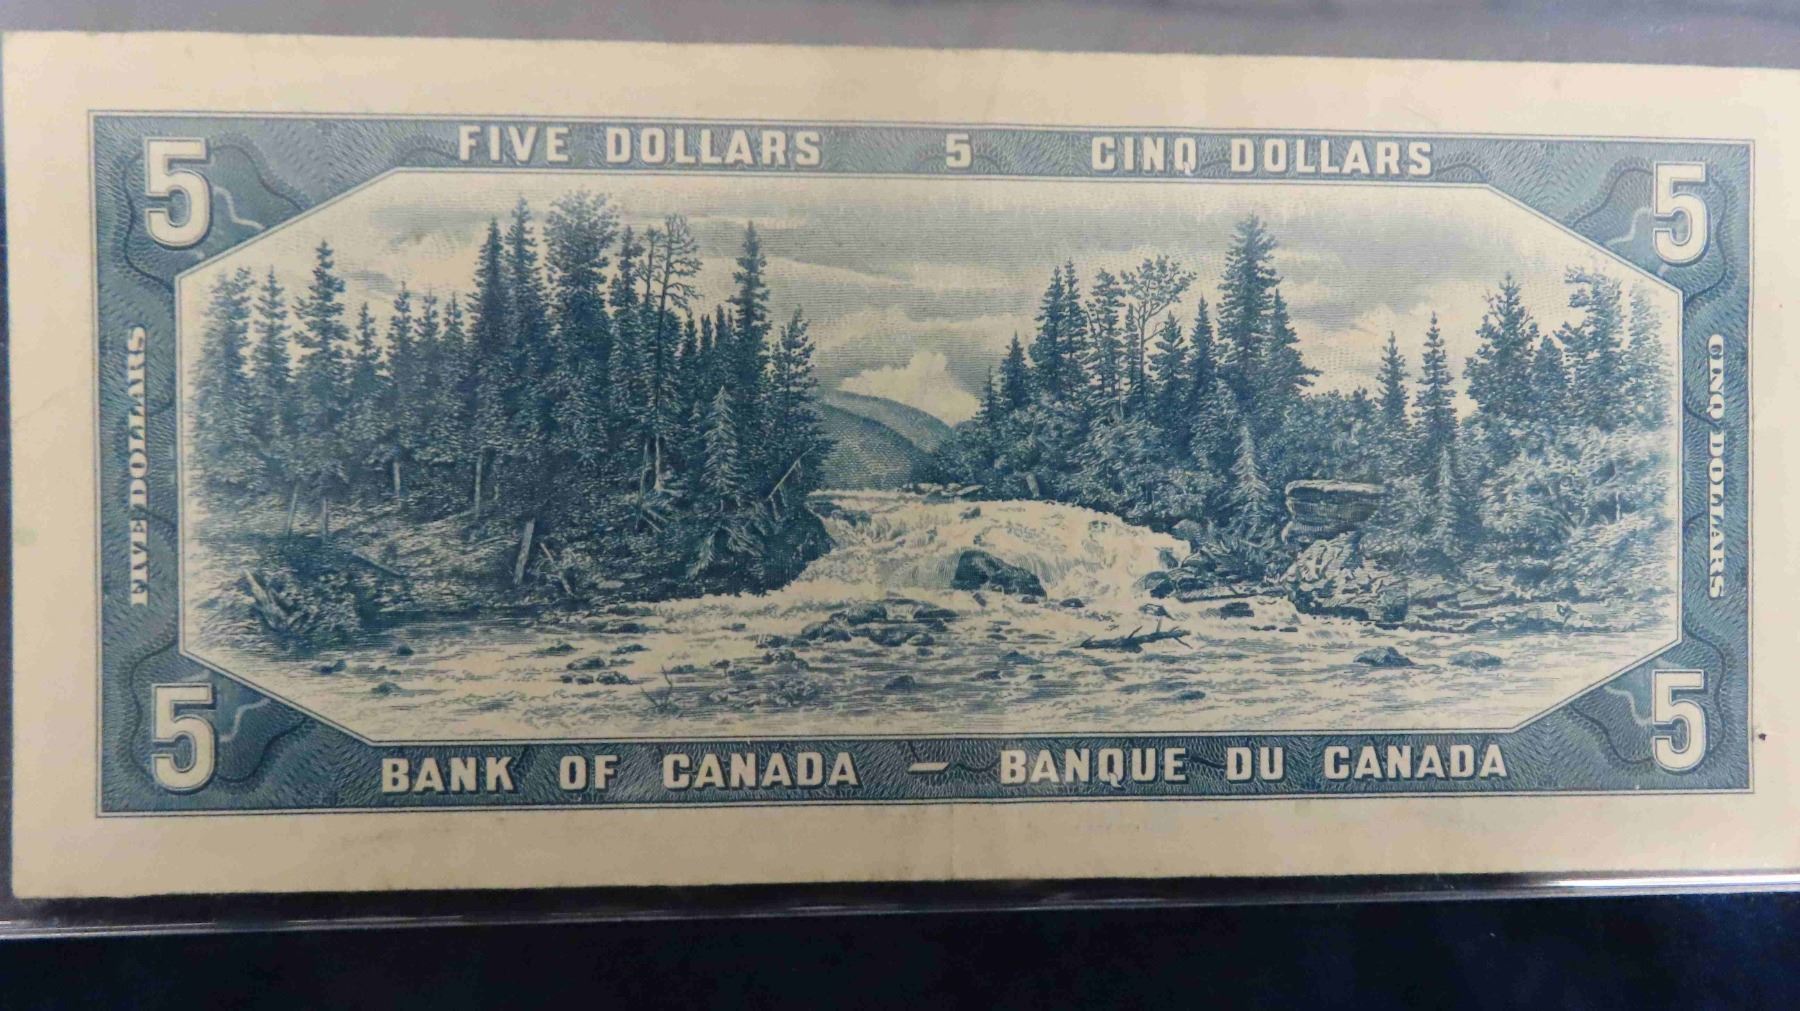 FIVE DOLLARS 5 CINQ DOLLARS
5 5
FIVE DOLLARS
CINQ DOLLARS
5 5
BANK OF CANADA — BANQUE DU CANADA